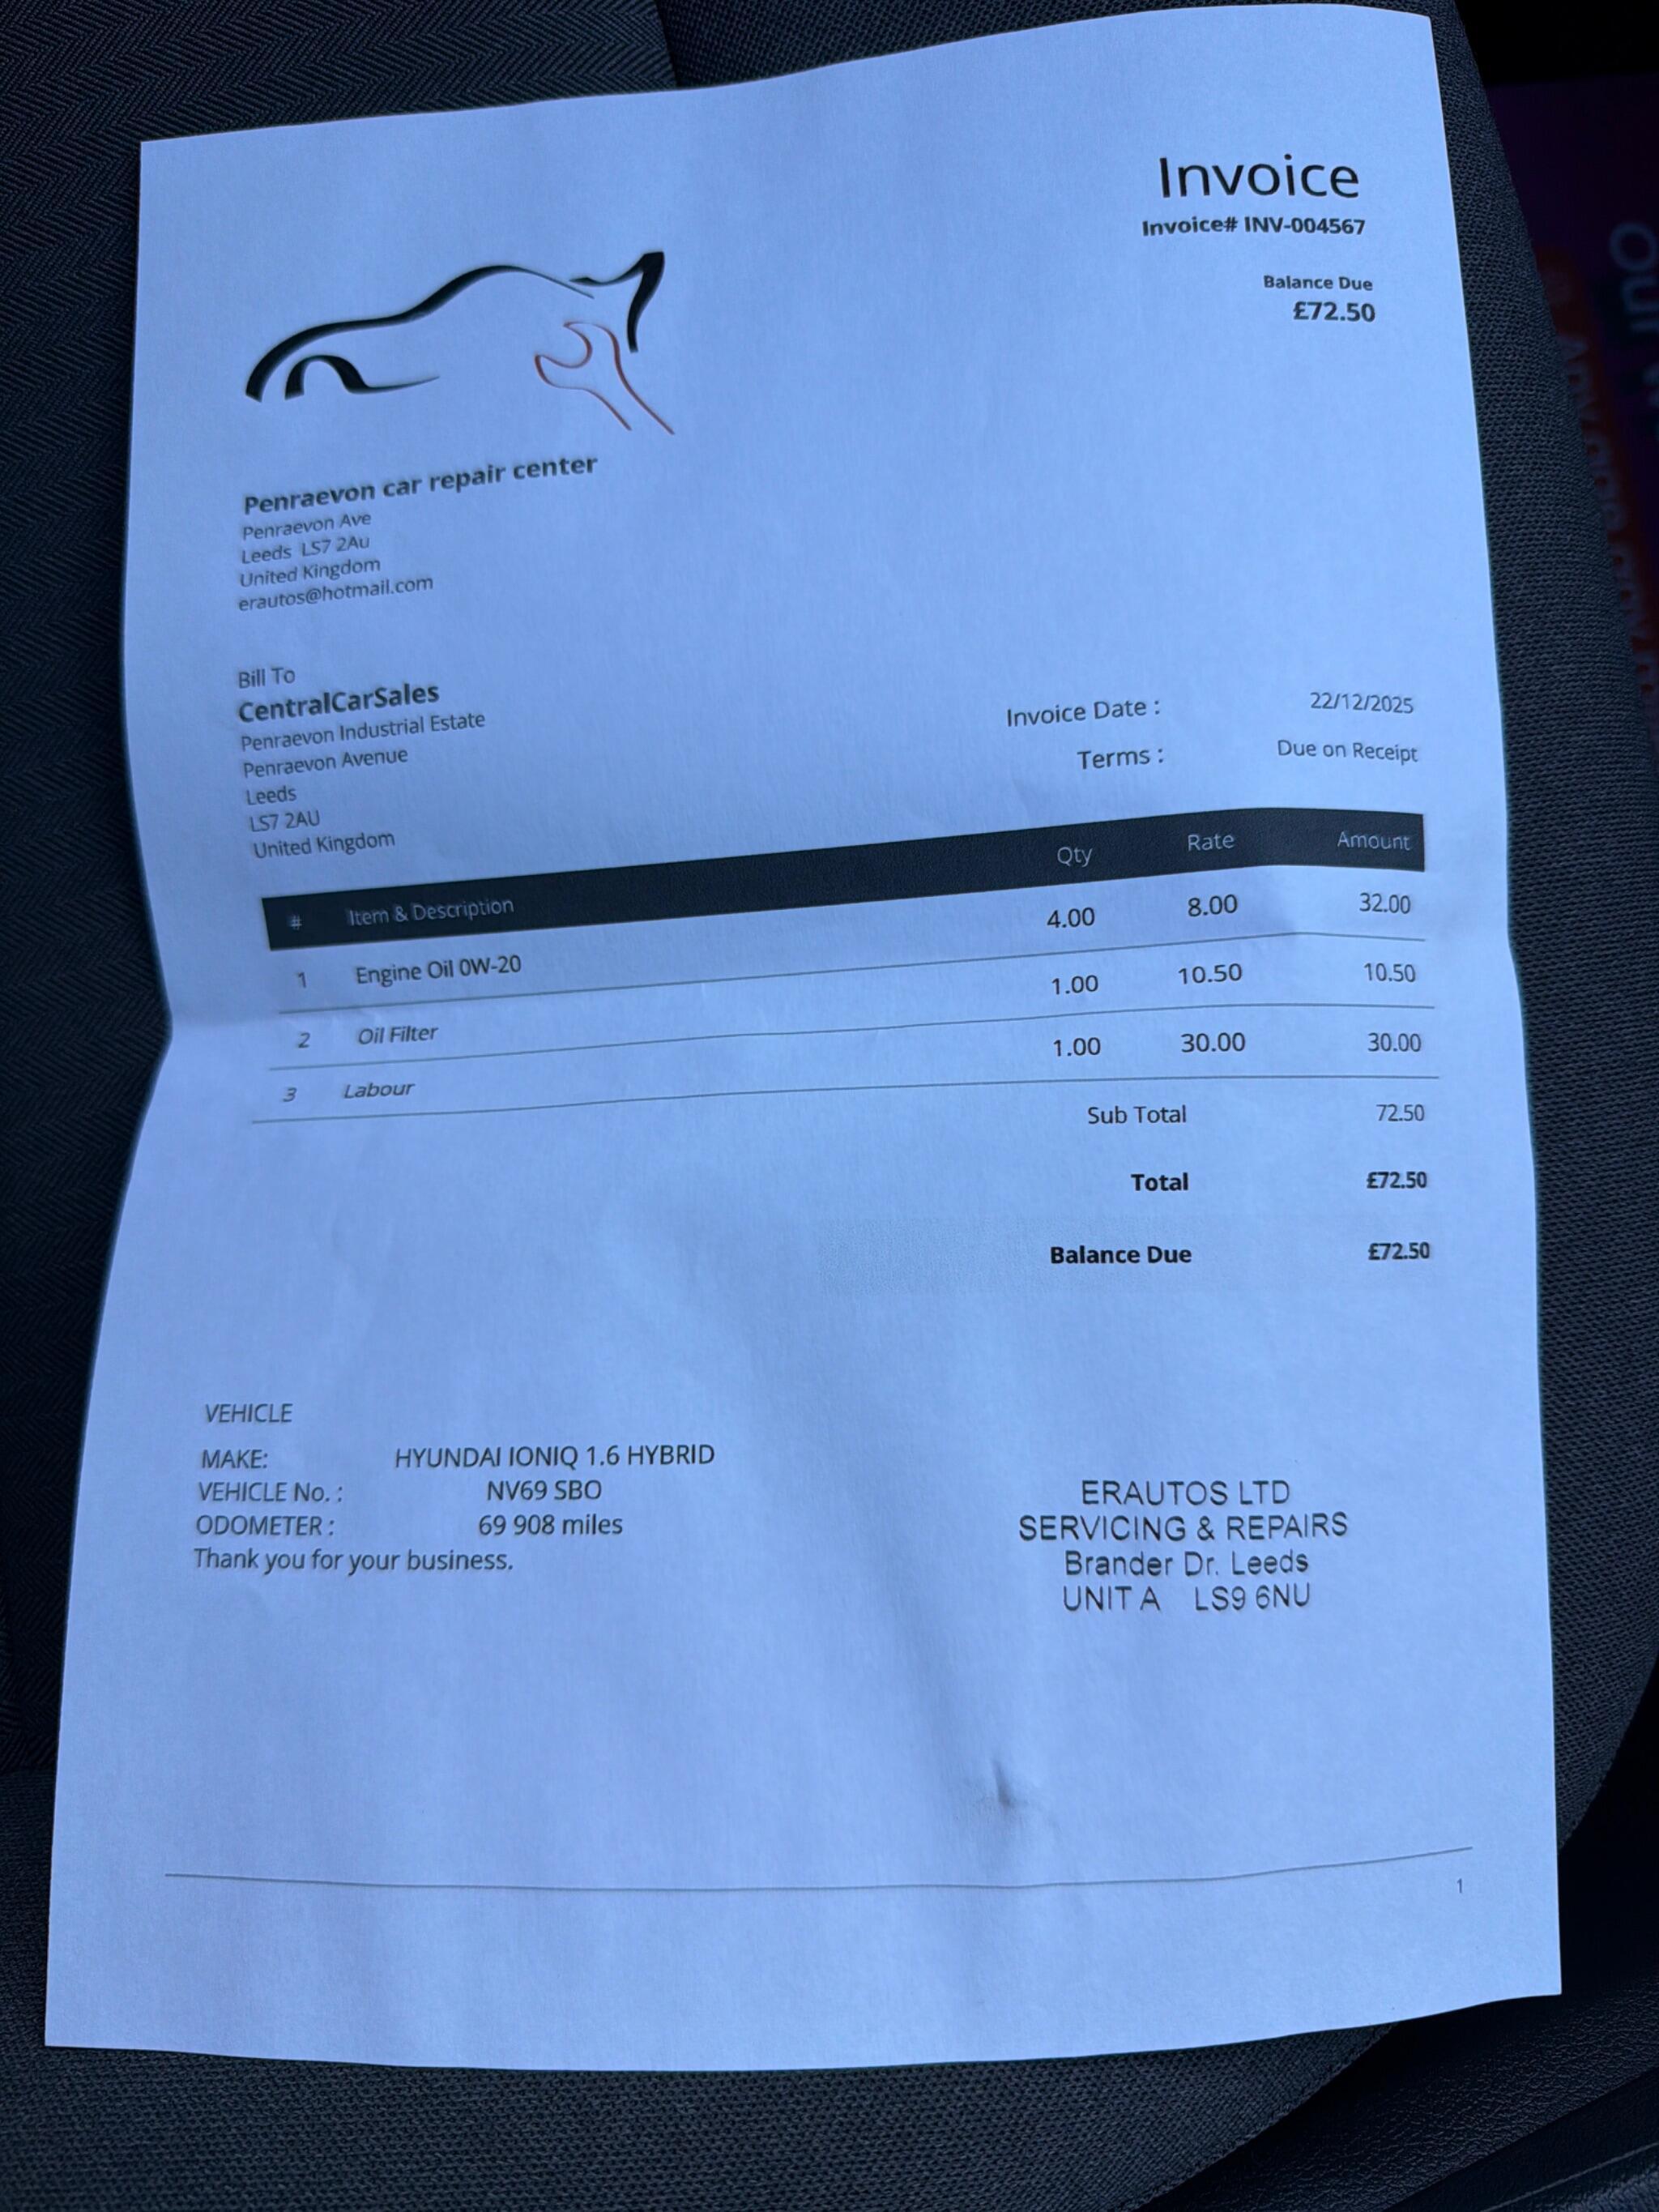 Invoice
Invoice# INV-004567
Balance Due
£72.50
Penraevon car repair center
Penraevon Ave
Leeds LS7 2Au
United Kingdom
erautos@hotmail.com
Bill To
CentralCarSales
Penraevon Industrial Estate
Penraevon Avenue
Leeds
LS7 2AU
United Kingdom
Invoice Date : 22/12/2025
Terms : Due on Receipt
# Item & Description Qty Rate Amount
1 Engine Oil 0W-20 4.00 8.00 32.00
2 Oil Filter 1.00 10.50 10.50
3 Labour 1.00 30.00 30.00
Sub Total 72.50
Total £72.50
Balance Due £72.50
VEHICLE
MAKE: HYUNDAI IONIQ 1.6 HYBRID
VEHICLE No. : NV69 SBO
ODOMETER : 69 908 miles
Thank you for your business.
ERAUTOS LTD
SERVICING & REPAIRS
Brander Dr. Leeds
UNIT A LS9 6NU
1